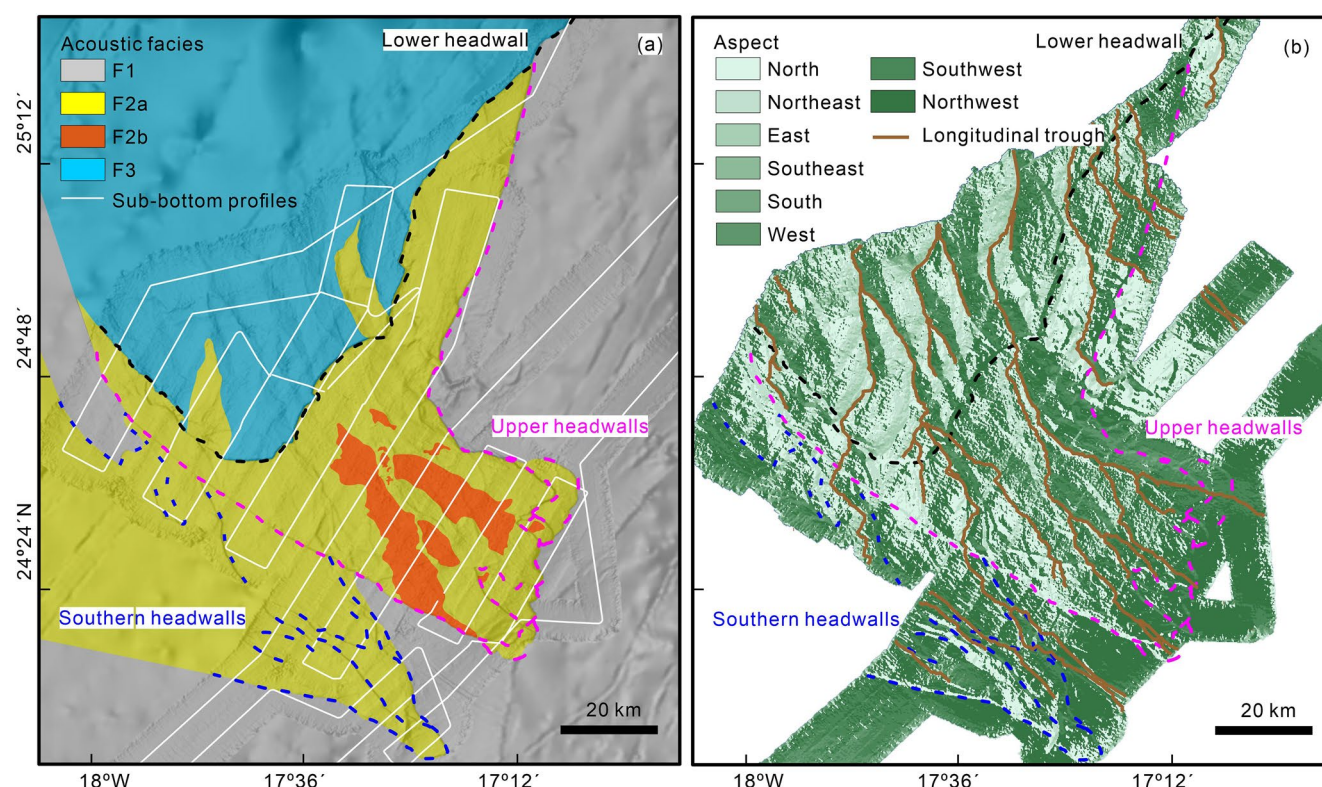 Acoustic facies
F1
F2a
F2b
F3
Sub-bottom profiles
Lower headwall
(a)
Upper headwalls
Southern headwalls
20 km
25°12´
24°48´
24°24´N
18°W
17°36´
17°12´
Aspect
North
Northeast
East
Southeast
South
West
Southwest
Northwest
Longitudinal trough
Lower headwall
(b)
Upper headwalls
Southern headwalls
20 km
18°W
17°36´
17°12´